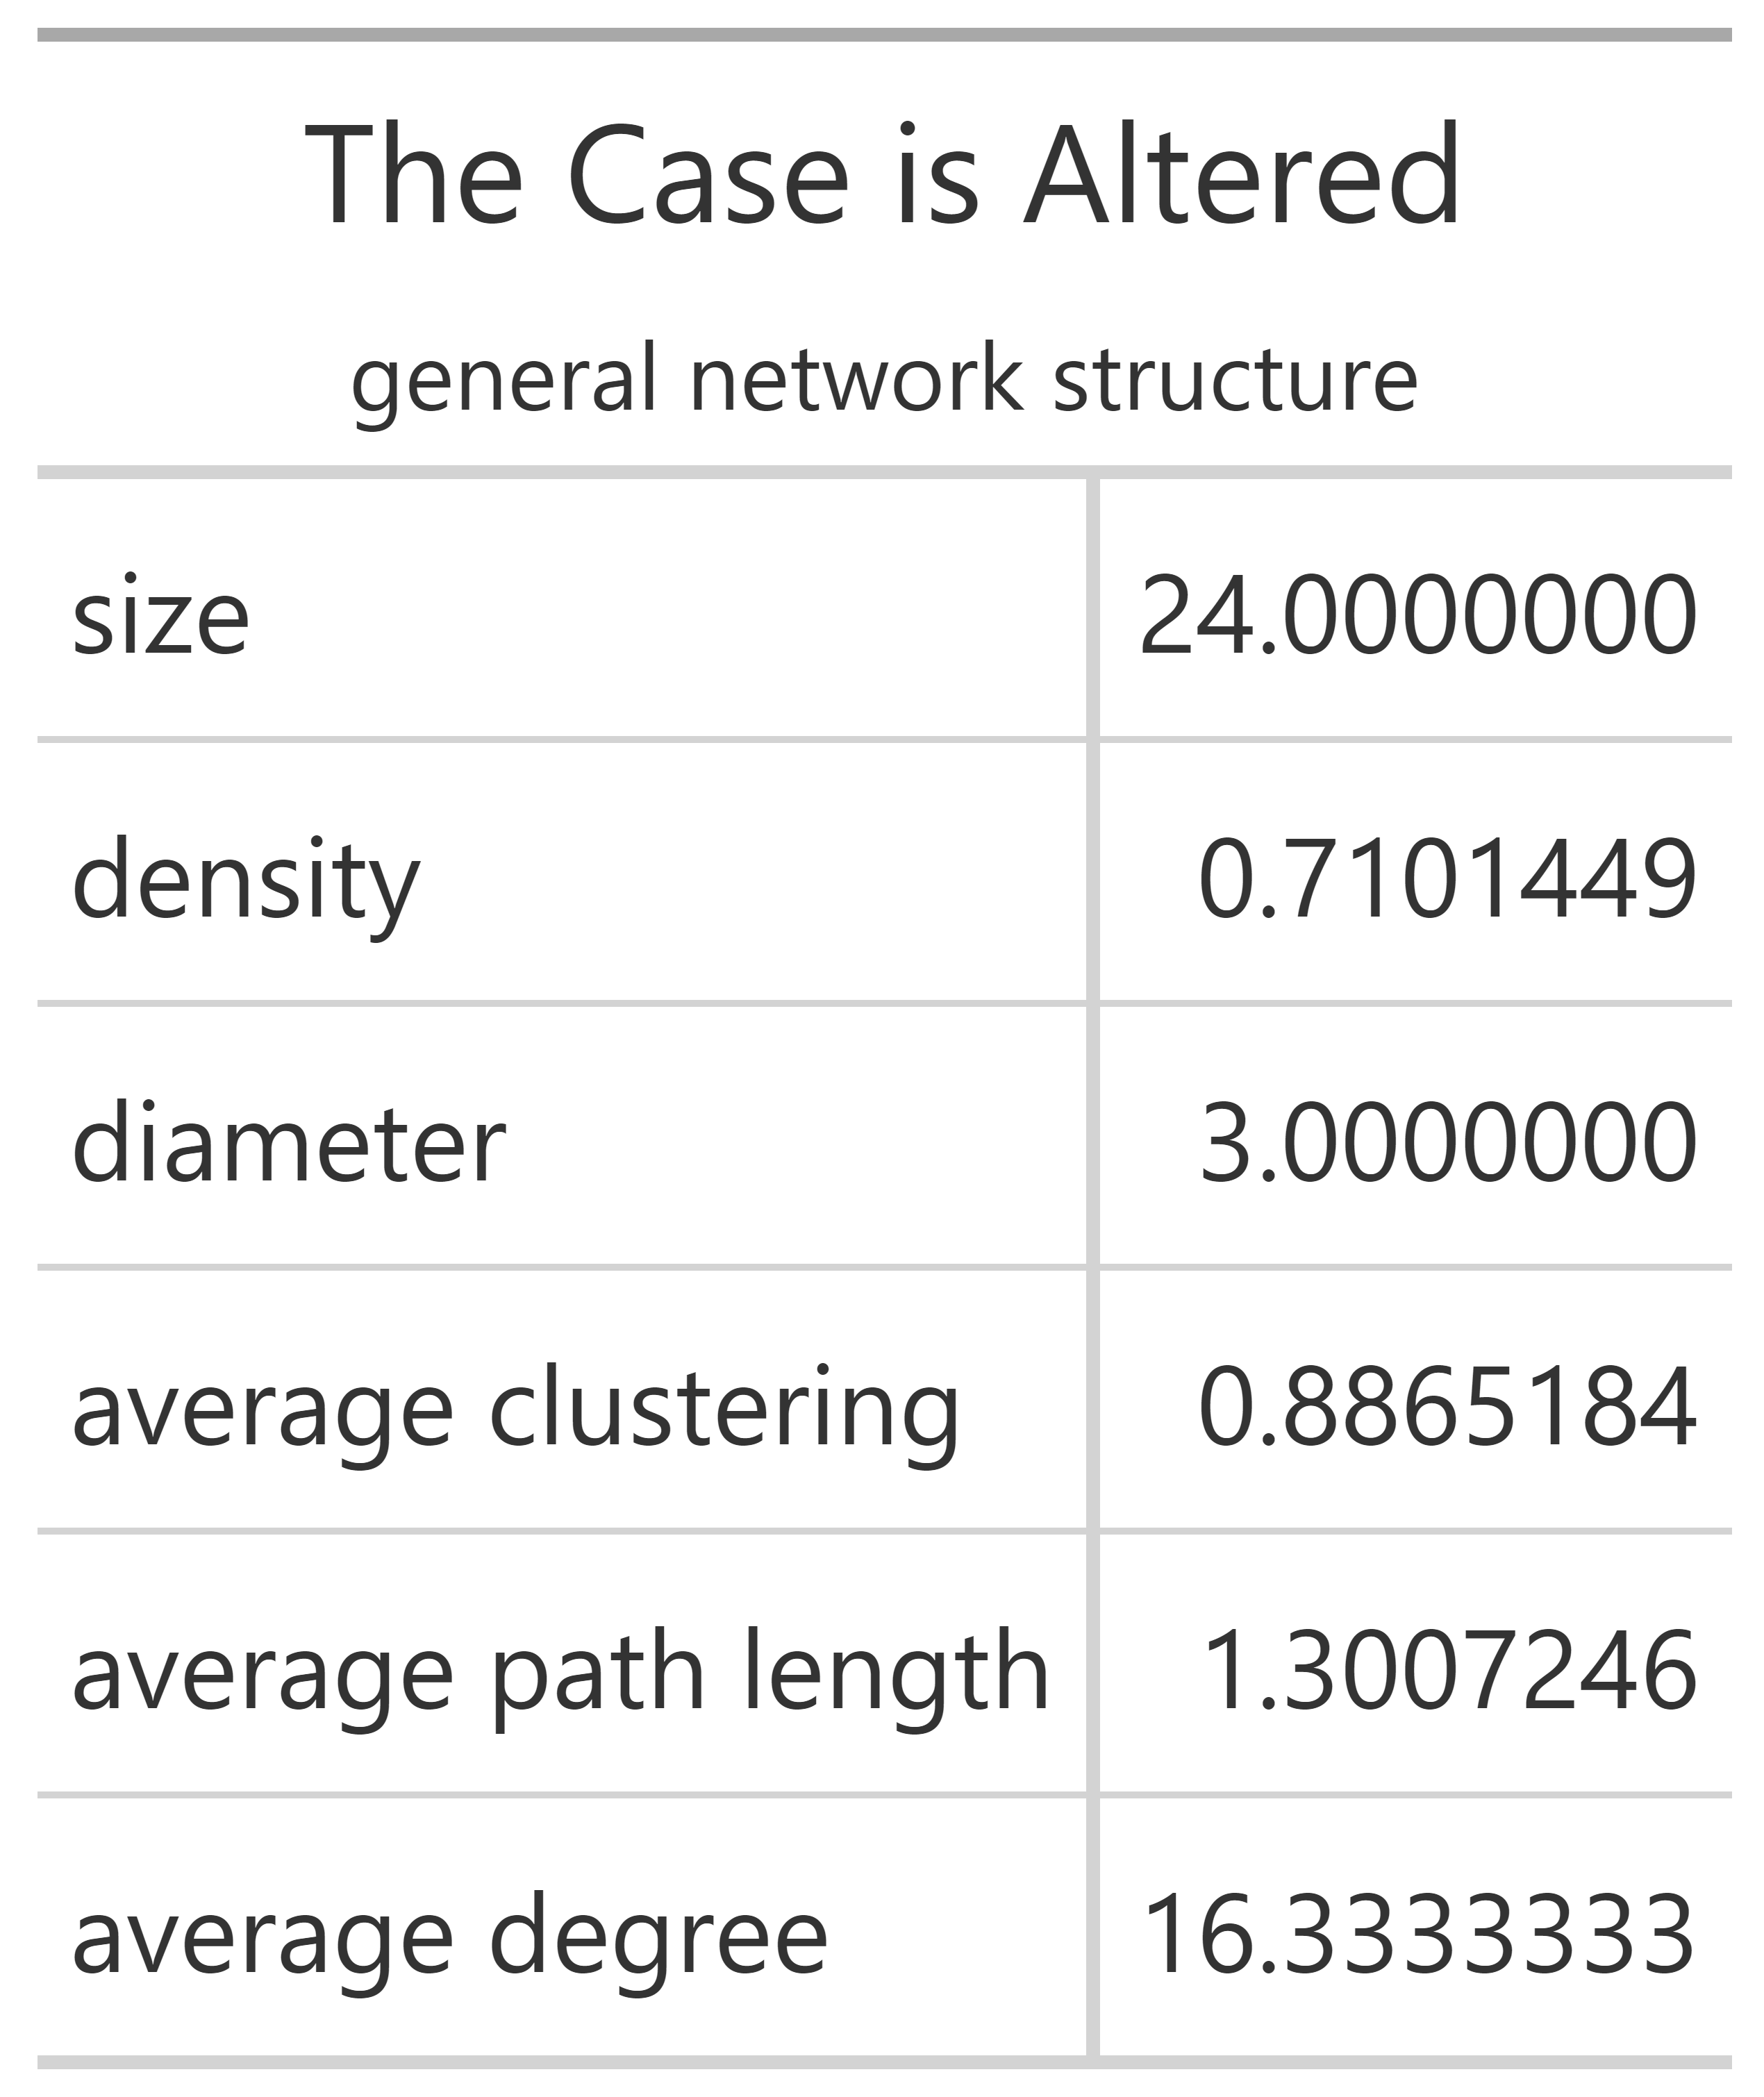 The Case is Altered
general network structure
size 24.0000000
density 0.7101449
diameter 3.0000000
average clustering 0.8865184
average path length 1.3007246
average degree 16.3333333